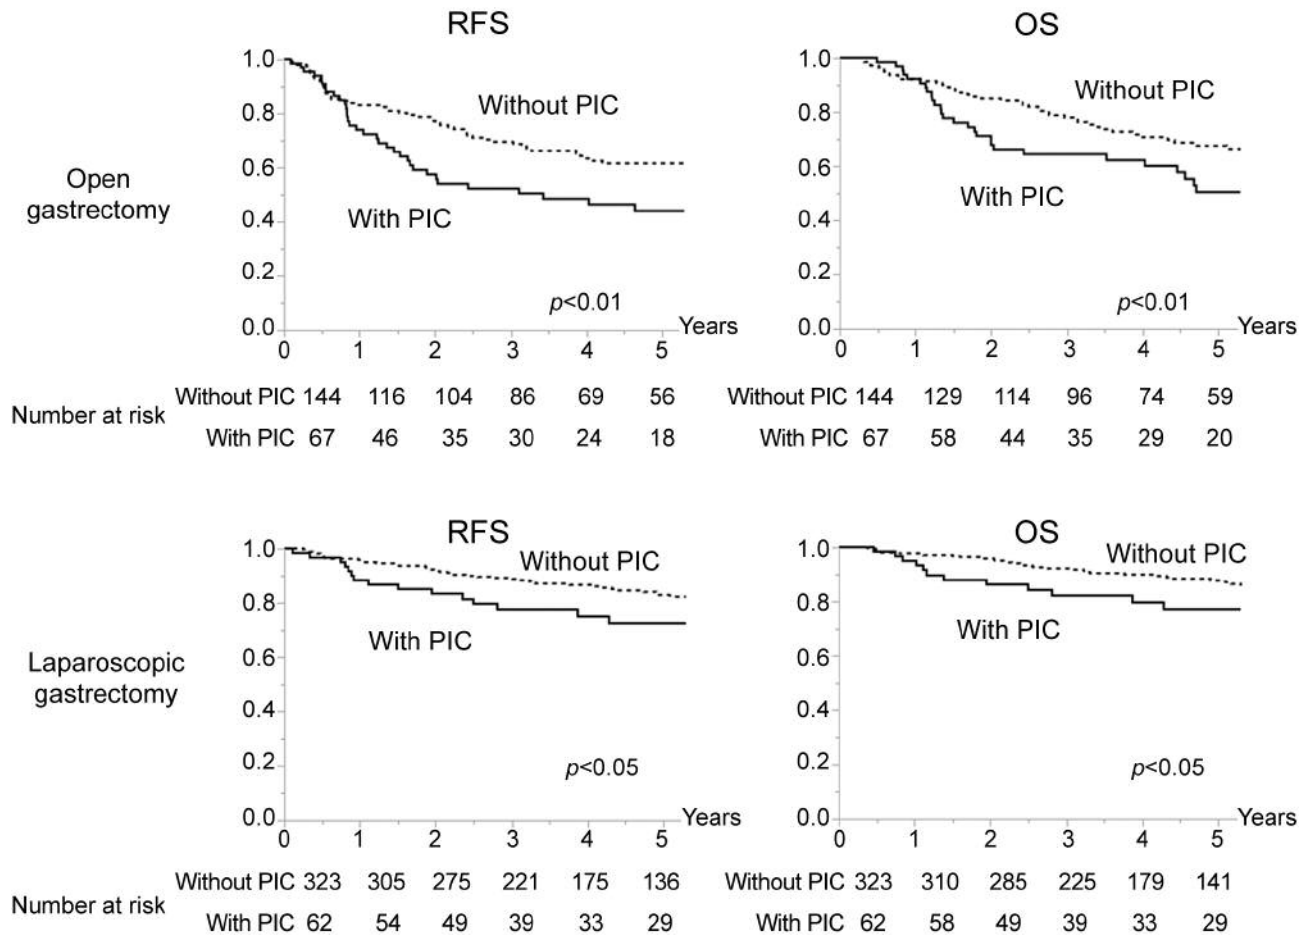 RFS
OS
1.0
0.8
0.6
0.4
0.2
0.0
Without PIC
With PIC
p<0.01
Years
0 1 2 3 4 5
1.0
0.8
0.6
0.4
0.2
0.0
Without PIC
With PIC
p<0.01
Years
0 1 2 3 4 5
Open
gastrectomy
Number at risk
Without PIC 144 116 104 86 69 56
With PIC 67 46 35 30 24 18
Without PIC 144 129 114 96 74 59
With PIC 67 58 44 35 29 20
RFS
OS
1.0
0.8
0.6
0.4
0.2
0.0
Without PIC
With PIC
p<0.05
Years
0 1 2 3 4 5
1.0
0.8
0.6
0.4
0.2
0.0
Without PIC
With PIC
p<0.05
Years
0 1 2 3 4 5
Laparoscopic
gastrectomy
Number at risk
Without PIC 323 305 275 221 175 136
With PIC 62 54 49 39 33 29
Without PIC 323 310 285 225 179 141
With PIC 62 58 49 39 33 29